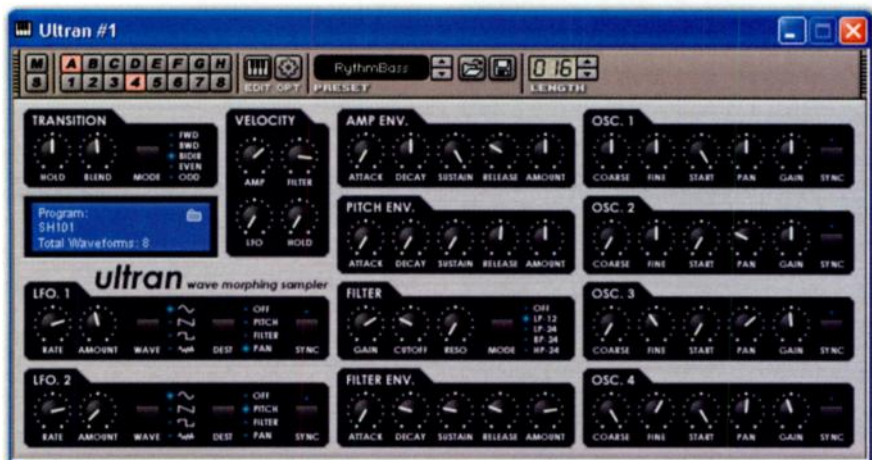 Ultran #1
M A B C D E F G H
S 1 2 3 4 5 6 7 8
EDIT OPT
RythmBass
PRESET
016
LENGTH
TRANSITION
HOLD BLEND MODE
FWD
BWD
BIDIR
EVEN
ODD
VELOCITY
AMP FILTER
LFO HOLD
AMP ENV.
ATTACK DECAY SUSTAIN RELEASE AMOUNT
OSC. 1
COARSE FINE START PAN GAIN SYNC
Program:
SH101
Total Waveforms: 8
PITCH ENV.
ATTACK DECAY SUSTAIN RELEASE AMOUNT
OSC. 2
COARSE FINE START PAN GAIN SYNC
ultran wave morphing sampler
LFO. 1
RATE AMOUNT WAVE DEST SYNC
OFF
PITCH
FILTER
PAN
FILTER
GAIN CUTOFF RESO MODE
OFF
LP-12
LP-24
BP-24
HP-24
OSC. 3
COARSE FINE START PAN GAIN SYNC
LFO. 2
RATE AMOUNT WAVE DEST SYNC
OFF
PITCH
FILTER
PAN
FILTER ENV.
ATTACK DECAY SUSTAIN RELEASE AMOUNT
OSC. 4
COARSE FINE START PAN GAIN SYNC